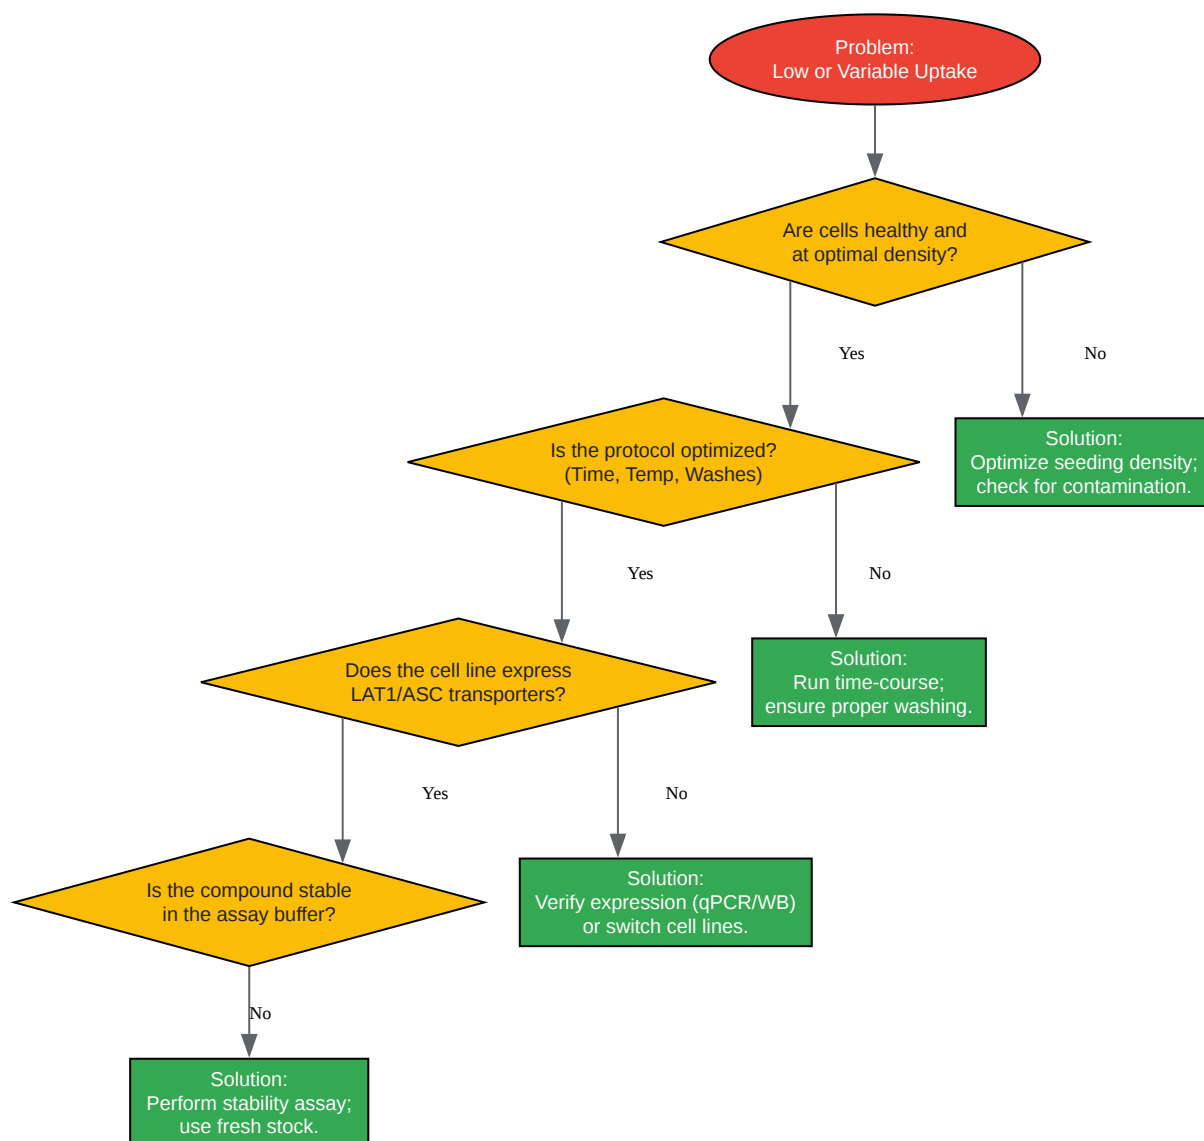 Problem:
Low or Variable Uptake
Are cells healthy and
at optimal density?
Yes
No
Is the protocol optimized?
(Time, Temp, Washes)
Solution:
Optimize seeding density;
check for contamination.
Yes
No
Does the cell line express
LAT1/ASC transporters?
Solution:
Run time-course;
ensure proper washing.
Yes
No
Is the compound stable
in the assay buffer?
Solution:
Verify expression (qPCR/WB)
or switch cell lines.
No
Solution:
Perform stability assay;
use fresh stock.